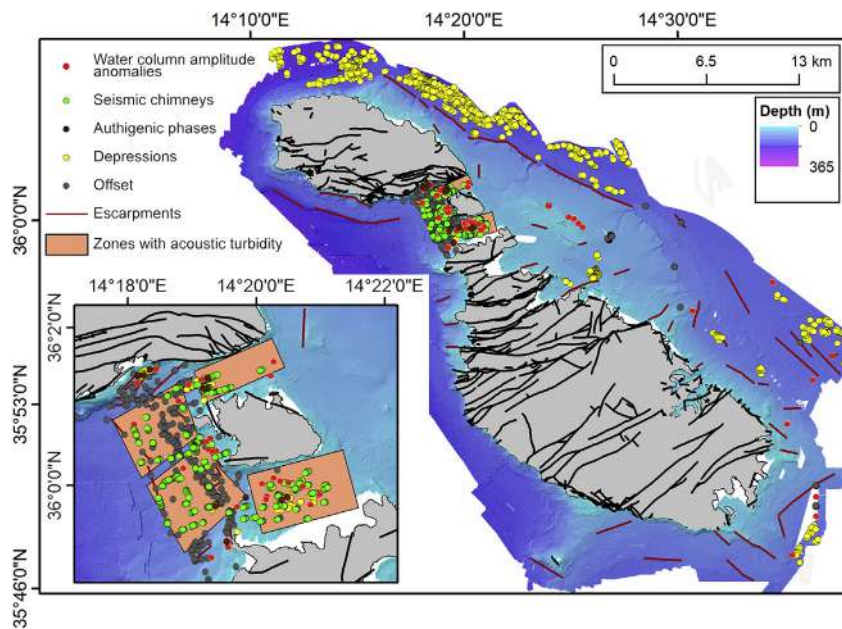 14°10'0"E 14°20'0"E 14°30'0"E
Water column amplitude
anomalies
Seismic chimneys
Authigenic phases
Depressions
Offset
Escarpments
Zones with acoustic turbidity
0 6.5 13 km
Depth (m)
0
365
36°0'0"N
35°53'0"N
35°46'0"N
14°18'0"E 14°20'0"E 14°22'0"E
36°2'0"N
36°0'0"N